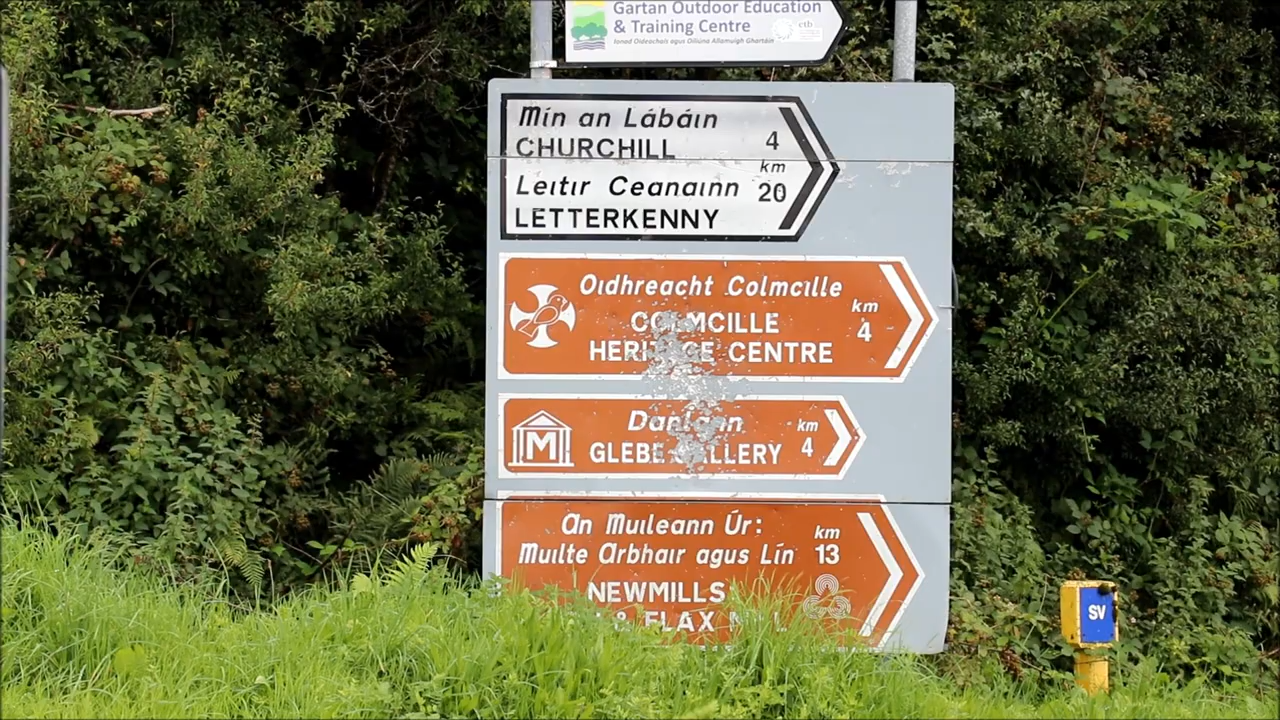 Gartan Outdoor Education
& Training Centre
Ionad Oideachais agus Oiliúna Allamuigh Ghartáin
etb
Mín an Lábáin
CHURCHILL
4
km
Leitir Ceanainn
LETTERKENNY
20
Oidhreacht Colmcille
COLMCILLE
HERITAGE CENTRE
km
4
M
Danlann
GLEBE GALLERY
km
4
An Muileann Úr:
Muilte Arbhair agus Lín
km
13
NEWMILLS
& FLAX
SV